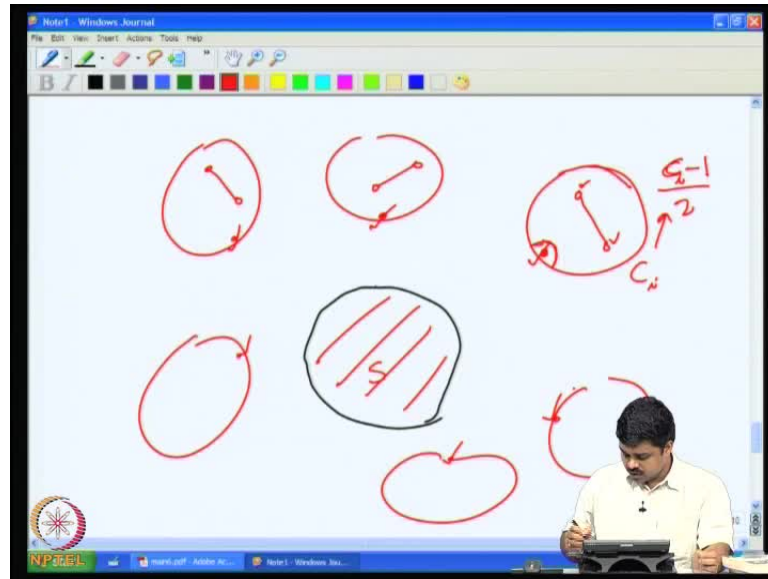 Note1 - Windows Journal
File Edit View Insert Actions Tools Help
B I
Cᵢ-1
2
Cᵢ
S
NPTEL
Note1 - Windows Jou...